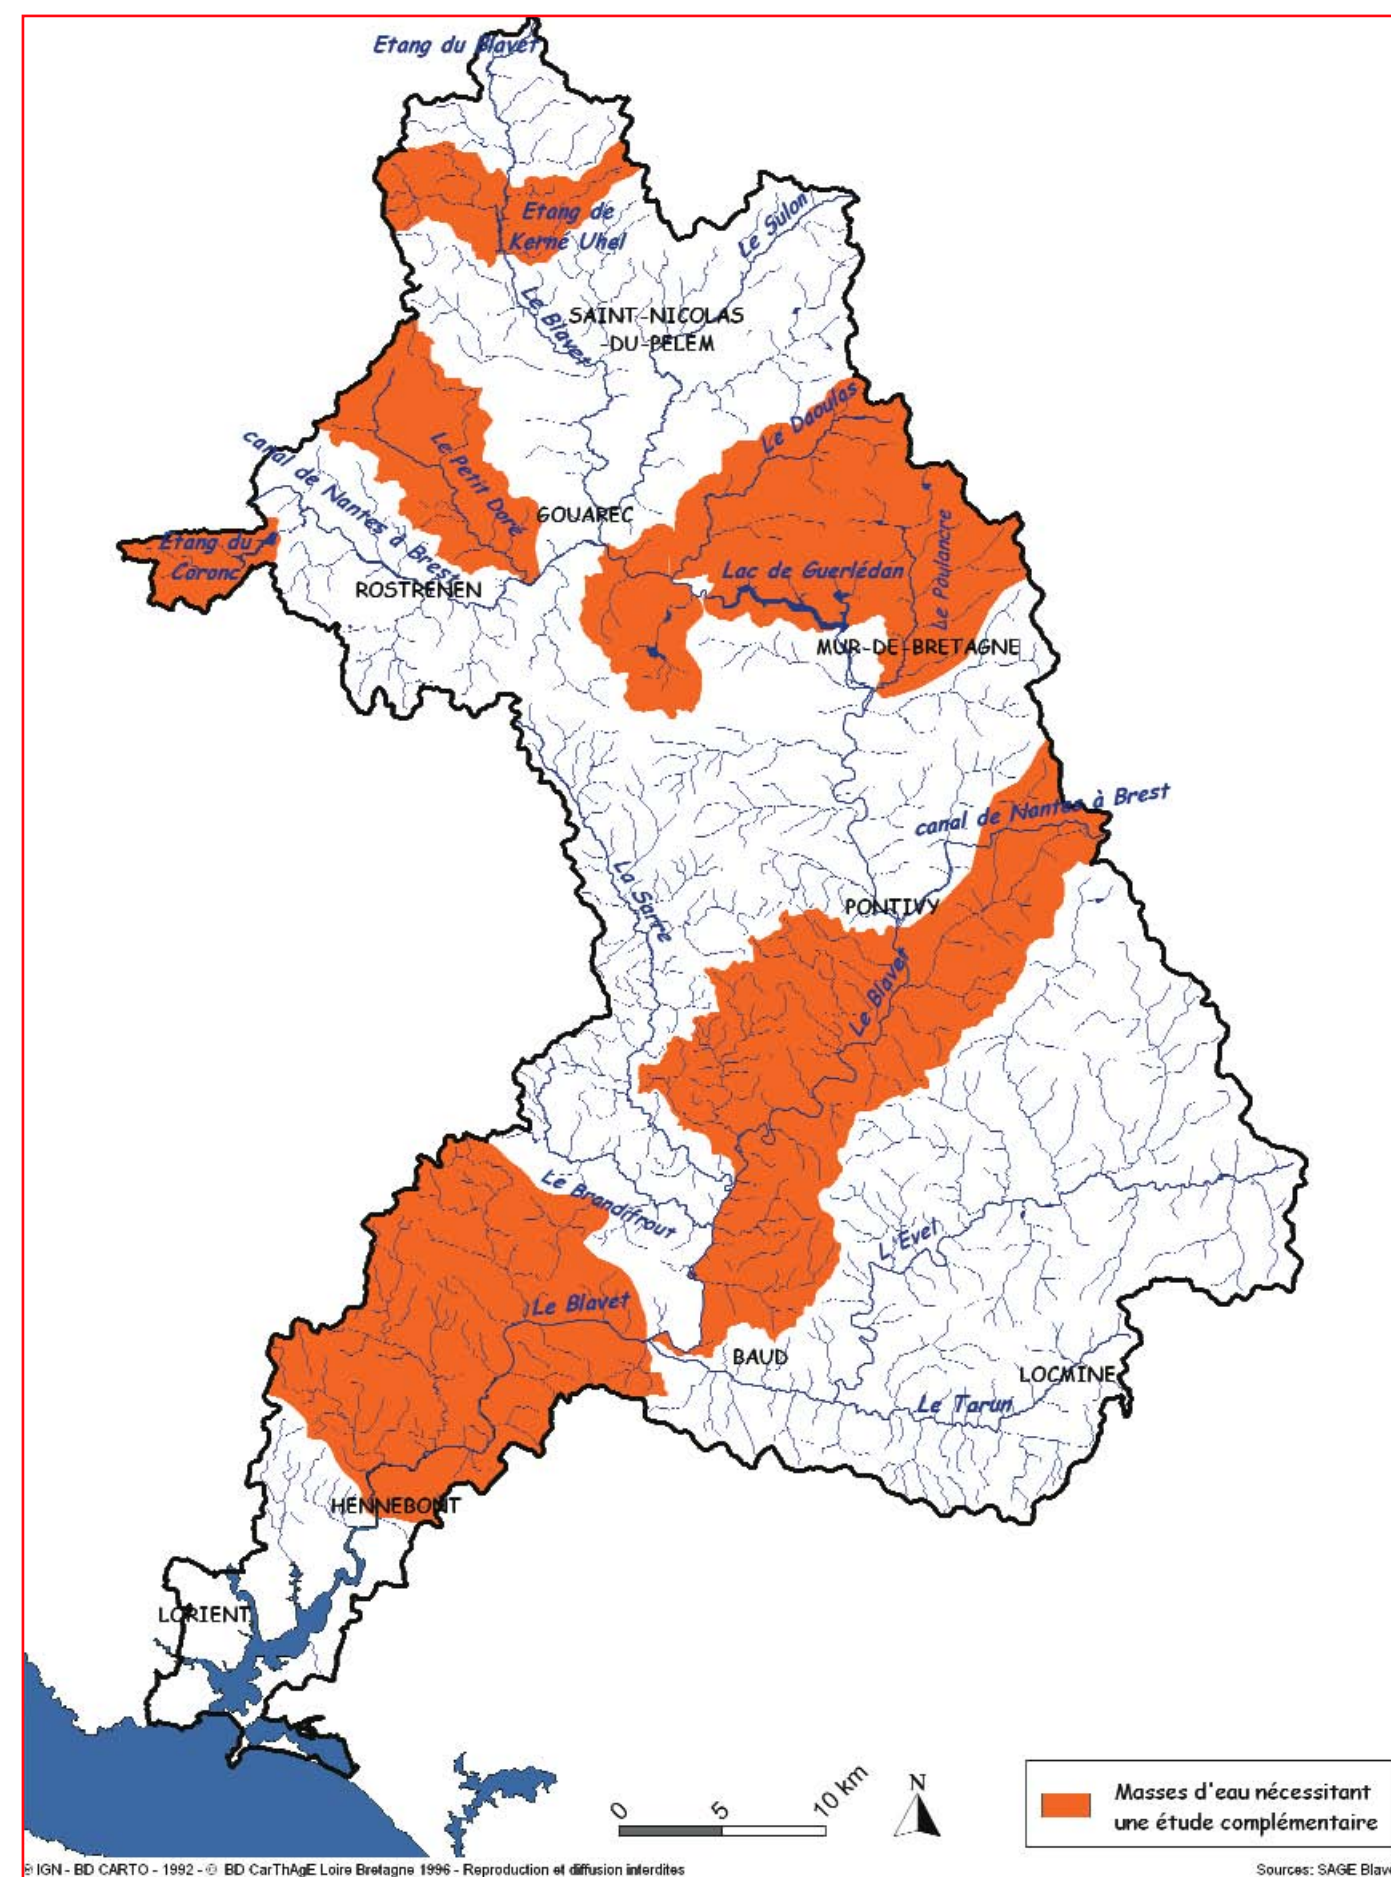 Etang du Blavet
Le Sulon
Etang de
Kerné Uhel
Le Blavet
SAINT-NICOLAS
-DU-PELEM
Le Daoulas
canal de Nantes à Brest
Le Petit Doré
GOUAREC
Le Poulancre
Etang du
Coronc
Lac de Guerlédan
ROSTRENEN
MUR-DE-BRETAGNE
canal de Nantes à Brest
La Sarre
PONTIVY
Le Blavet
Le Brandifrout
L'Evel
Le Blavet
BAUD
LOCMINE
Le Tarun
HENNEBONT
LORIENT
0 5 10 km
N
Masses d'eau nécessitant
une étude complémentaire
© IGN - BD CARTO - 1992 - © BD CarThAgE Loire Bretagne 1996 - Reproduction et diffusion interdites
Sources: SAGE Blave